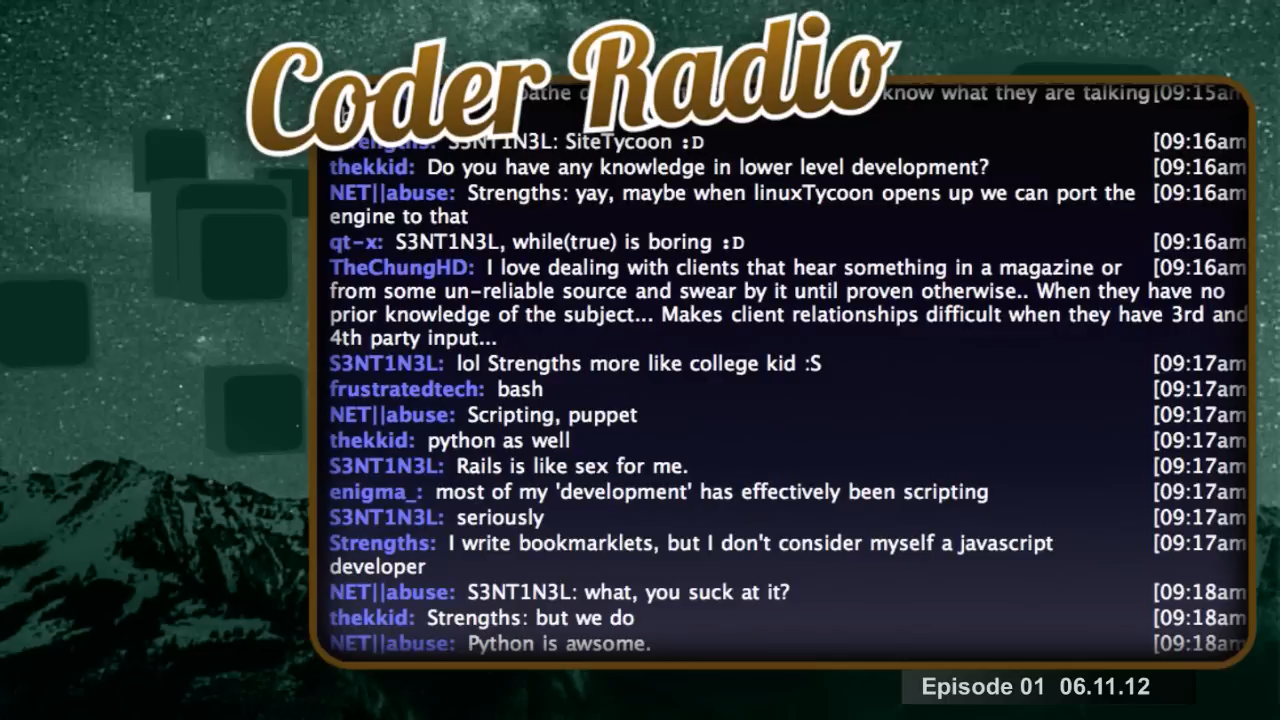 Coder Radio
know what they are talking [09:15am
S3NT1N3L: SiteTycoon :D [09:16am
thekkid: Do you have any knowledge in lower level development? [09:16am
NET||abuse: Strengths: yay, maybe when linuxTycoon opens up we can port the [09:16am
engine to that
qt-x: S3NT1N3L, while(true) is boring :D [09:16am
TheChungHD: I love dealing with clients that hear something in a magazine or [09:16am
from some un-reliable source and swear by it until proven otherwise.. When they have no
prior knowledge of the subject... Makes client relationships difficult when they have 3rd and
4th party input...
S3NT1N3L: lol Strengths more like college kid :S [09:17am
frustratedtech: bash [09:17am
NET||abuse: Scripting, puppet [09:17am
thekkid: python as well [09:17am
S3NT1N3L: Rails is like sex for me. [09:17am
enigma_: most of my 'development' has effectively been scripting [09:17am
S3NT1N3L: seriously [09:17am
Strengths: I write bookmarklets, but I don't consider myself a javascript [09:17am
developer
NET||abuse: S3NT1N3L: what, you suck at it? [09:18am
thekkid: Strengths: but we do [09:18am
NET||abuse: Python is awsome. [09:18am
Episode 01 06.11.12